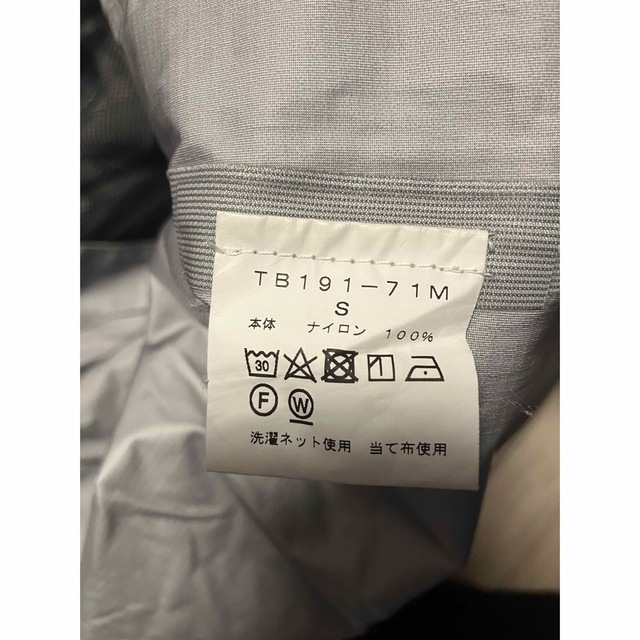 TB191-71M
S
本体 ナイロン 100%
30
F W
洗濯ネット使用 当て布使用